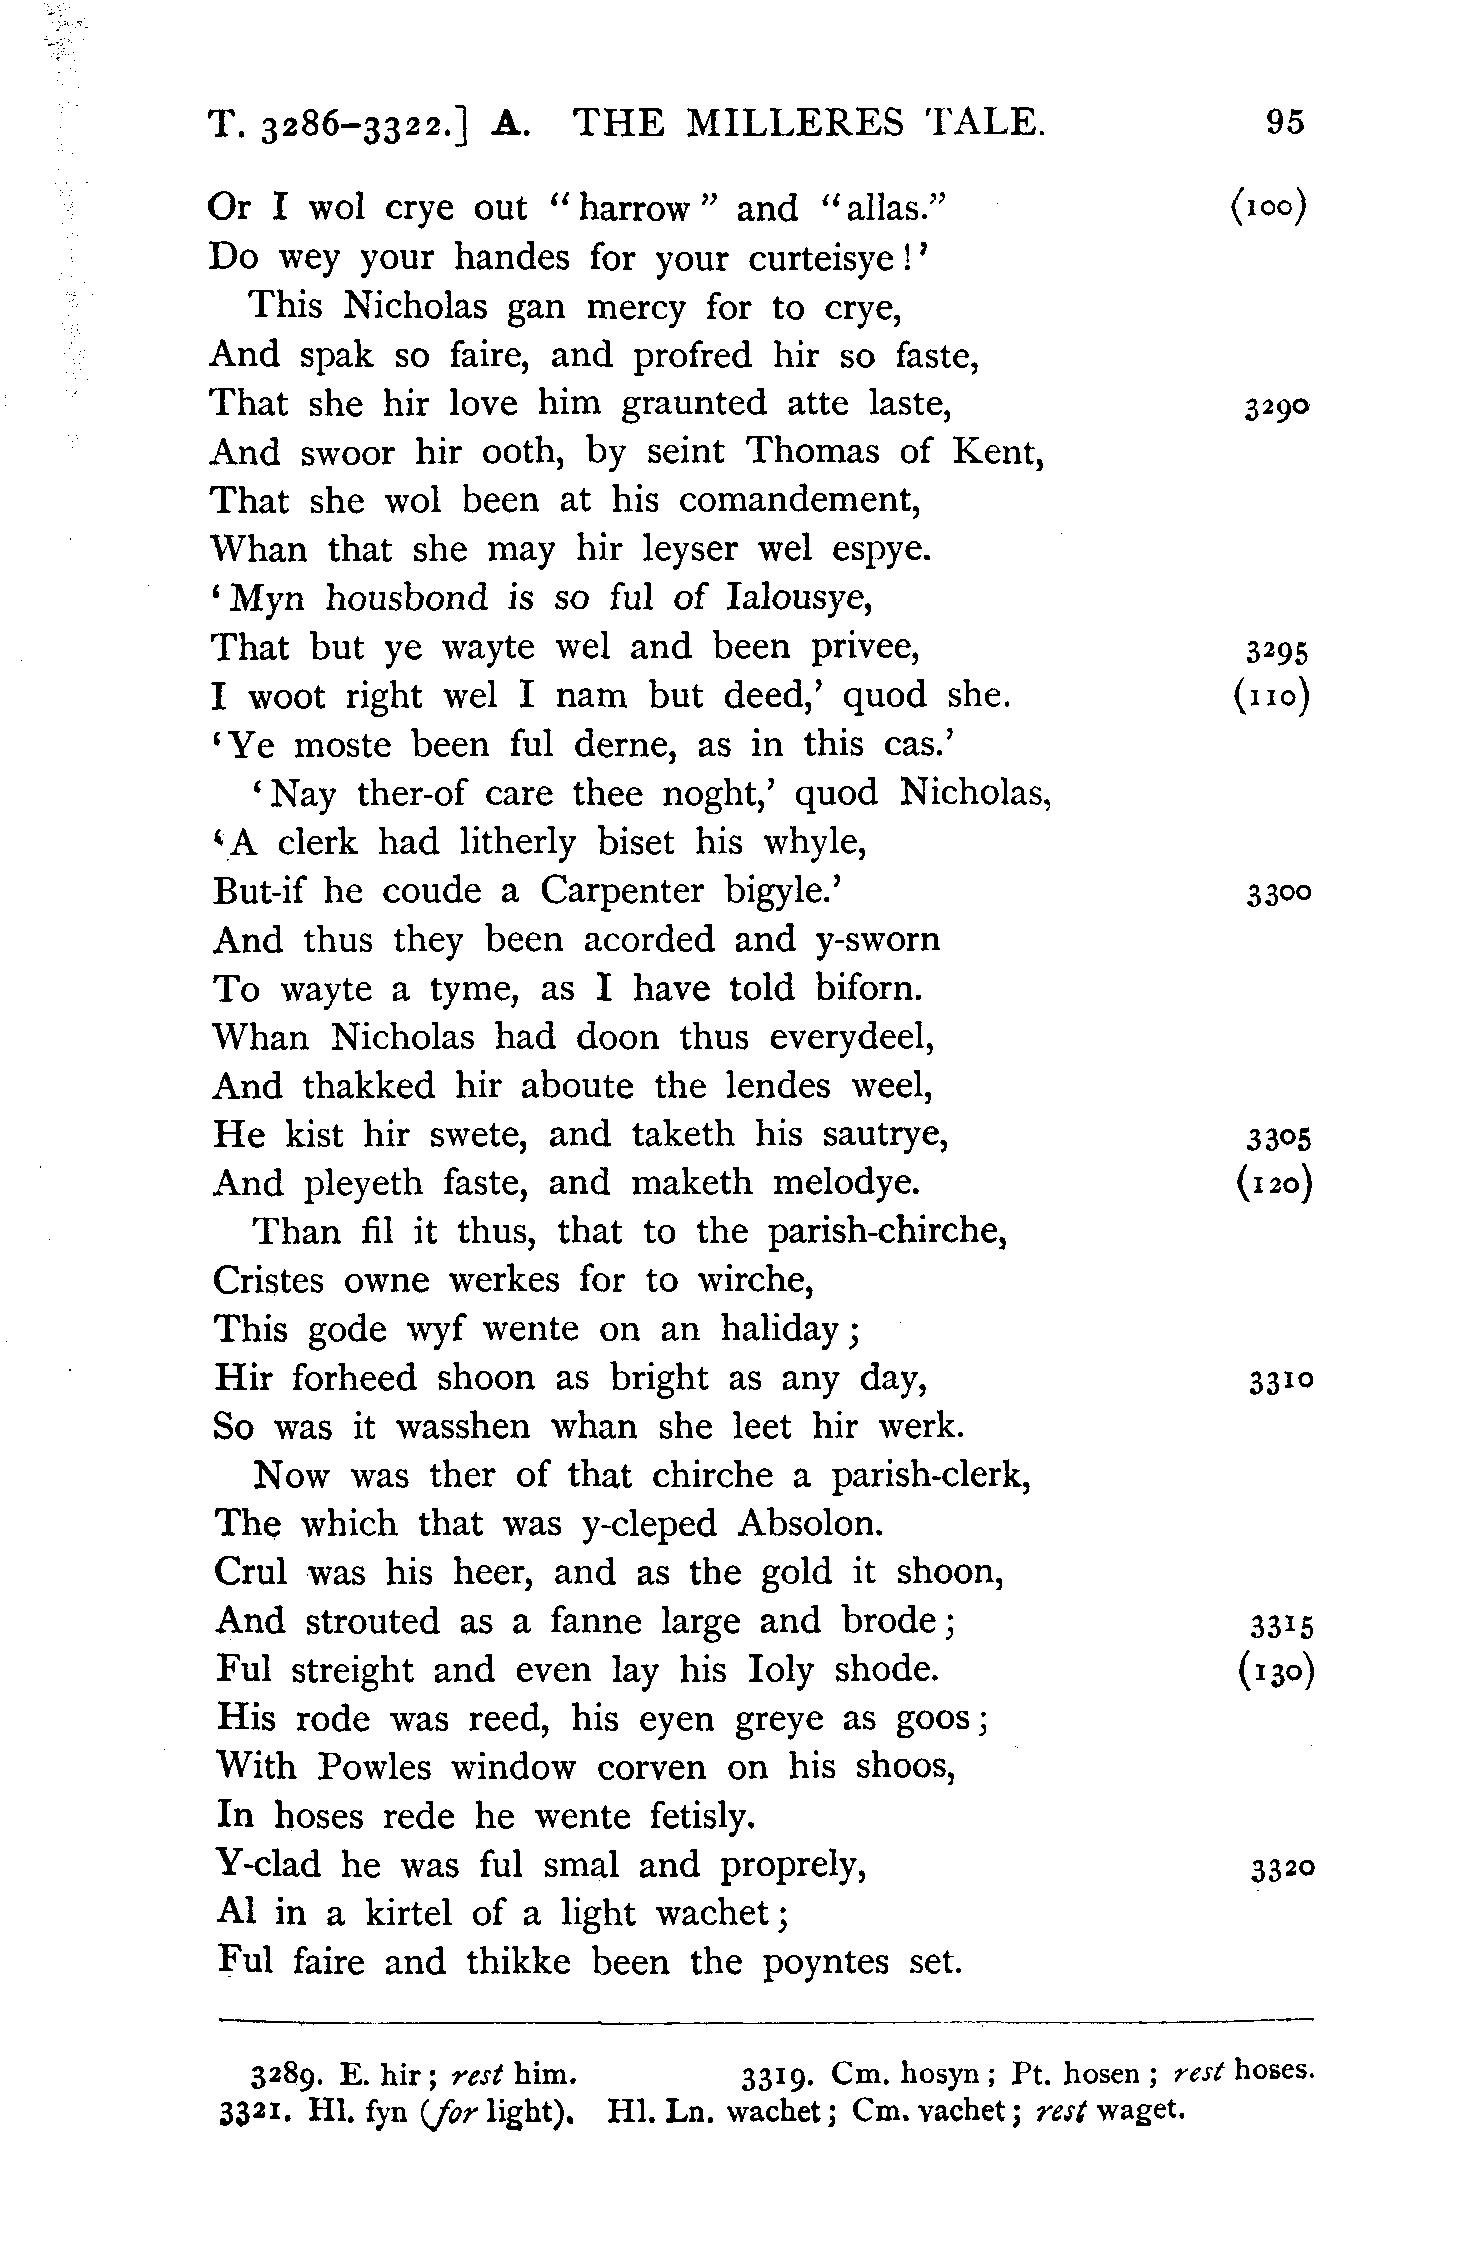 T. 3286–3322.] A. THE MILLERES TALE. 95
Or I wol crye out “harrow” and “allas.” (100)
Do wey your handes for your curteisye!’
This Nicholas gan mercy for to crye,
And spak so faire, and profred hir so faste,
That she hir love him graunted atte laste, 3290
And swoor hir ooth, by seint Thomas of Kent,
That she wol been at his comandement,
Whan that she may hir leyser wel espye.
‘Myn housbond is so ful of Ialousye,
That but ye wayte wel and been privee, 3295
I woot right wel I nam but deed,’ quod she. (110)
‘Ye moste been ful derne, as in this cas.’
‘Nay ther-of care thee noght,’ quod Nicholas,
‘A clerk had litherly biset his whyle,
But-if he coude a Carpenter bigyle.’ 3300
And thus they been acorded and y-sworn
To wayte a tyme, as I have told biforn.
Whan Nicholas had doon thus everydeel,
And thakked hir aboute the lendes weel,
He kist hir swete, and taketh his sautrye, 3305
And pleyeth faste, and maketh melodye. (120)
Than fil it thus, that to the parish-chirche,
Cristes owne werkes for to wirche,
This gode wyf wente on an haliday;
Hir forheed shoon as bright as any day, 3310
So was it wasshen whan she leet hir werk.
Now was ther of that chirche a parish-clerk,
The which that was y-cleped Absolon.
Crul was his heer, and as the gold it shoon,
And strouted as a fanne large and brode; 3315
Ful streight and even lay his Ioly shode. (130)
His rode was reed, his eyen greye as goos;
With Powles window corven on his shoos,
In hoses rede he wente fetisly.
Y-clad he was ful smal and proprely, 3320
Al in a kirtel of a light wachet;
Ful faire and thikke been the poyntes set.
3289. E. hir; rest him. 3319. Cm. hosyn; Pt. hosen; rest hoses.
3321. Hl. fyn (for light). Hl. Ln. wachet; Cm. vachet; rest waget.